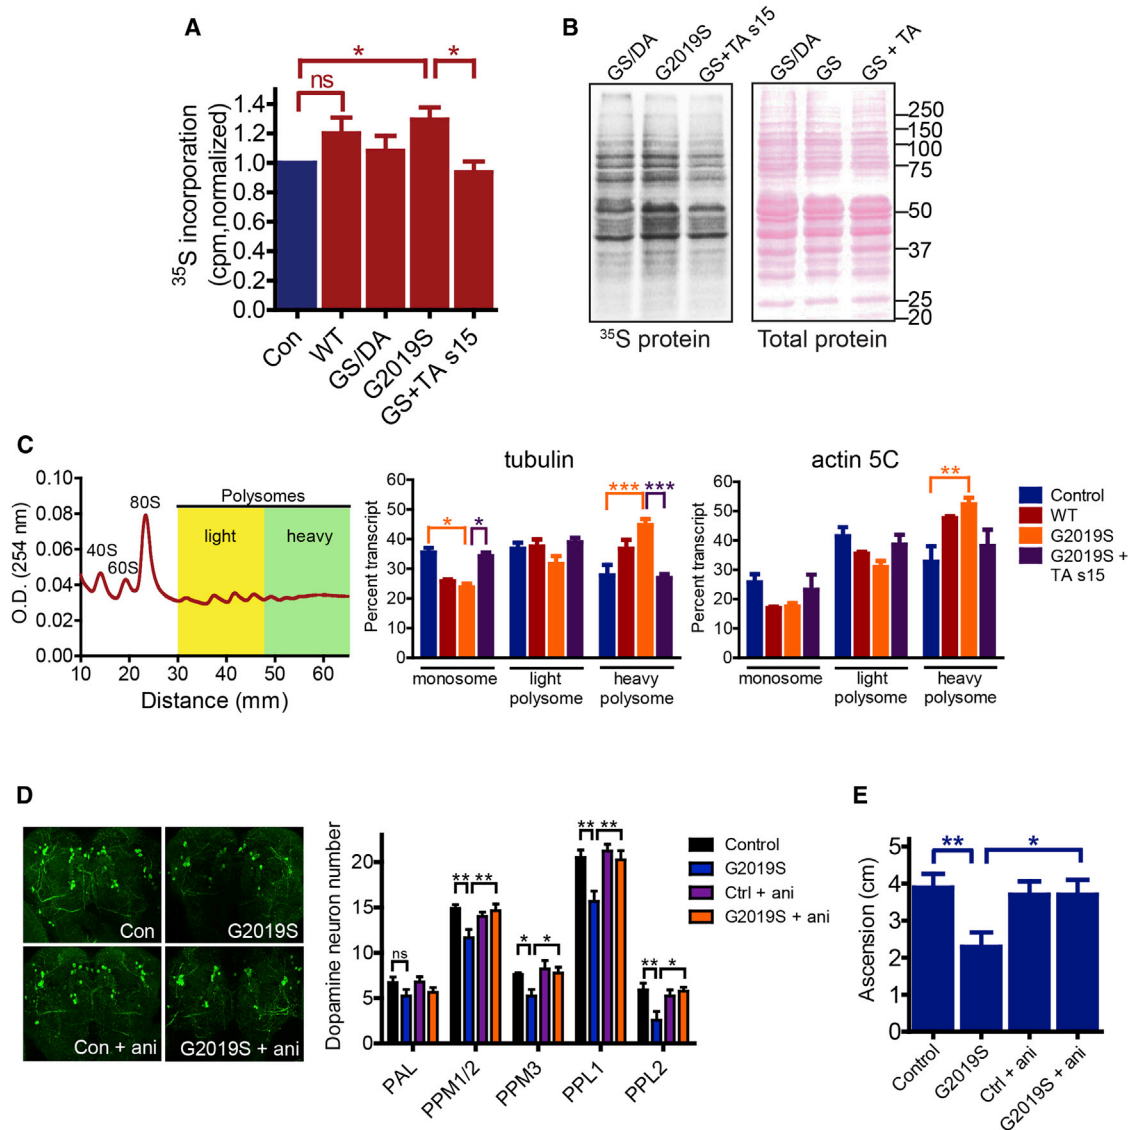 A
* *
ns
³⁵S incorporation
(cpm,normalized)
1.4
1.2
1.0
0.8
0.6
0.4
0.2
0.0
Con
WT
GS/DA
G2019S
GS+TA s15
B
GS/DA
G2019S
GS+TA s15
GS/DA
GS
GS + TA
250
150
100
75
50
37
25
20
³⁵S protein
Total protein
C
O.D. (254 nm)
0.10
0.08
0.06
0.04
0.02
0.00
10 20 30 40 50 60
Distance (mm)
40S
60S
80S
Polysomes
light
heavy
tubulin
Percent transcript
60
50
40
30
20
10
0
* *
*** ***
monosome
light
polysome
heavy
polysome
actin 5C
Percent transcript
60
50
40
30
20
10
0
**
monosome
light
polysome
heavy
polysome
Control
WT
G2019S
G2019S +
TA s15
D
Con
G2019S
Con + ani
G2019S + ani
Dopamine neuron number
20
15
10
5
0
ns
** **
* *
** **
** *
PAL
PPM1/2
PPM3
PPL1
PPL2
Control
G2019S
Ctrl + ani
G2019S + ani
E
Ascension (cm)
5
4
3
2
1
0
** *
Control
G2019S
Ctrl + ani
G2019S + ani